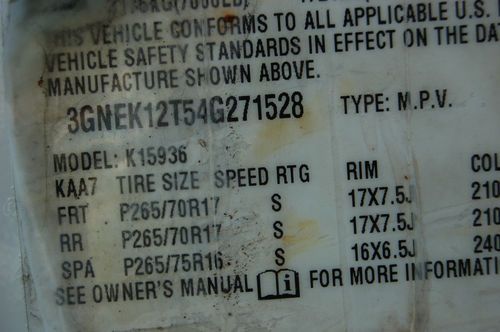 THIS VEHICLE CONFORMS TO ALL APPLICABLE U.S.
VEHICLE SAFETY STANDARDS IN EFFECT ON THE DAT
MANUFACTURE SHOWN ABOVE.
3GNEK12T54G271528 TYPE: M.P.V.
MODEL: K15936
KAA7 TIRE SIZE SPEED RTG RIM COL
FRT P265/70R17 S 17X7.5J 210
RR P265/70R17 S 17X7.5J 210
SPA P265/75R16 S 16X6.5J 240
SEE OWNER'S MANUAL i FOR MORE INFORMATI